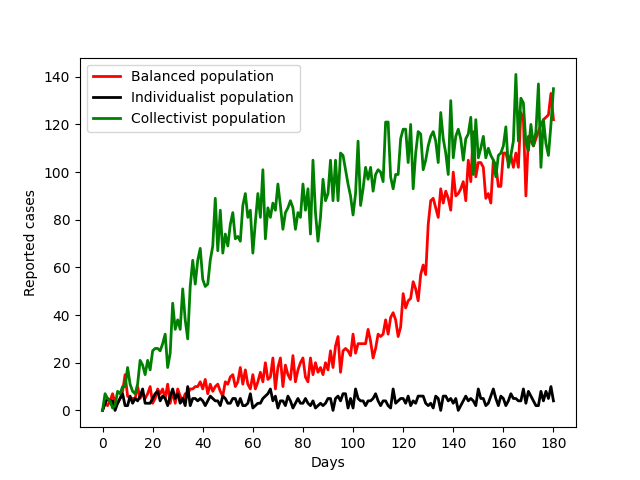 Balanced population
Individualist population
Collectivist population
Reported cases
140
120
100
80
60
40
20
0
0 20 40 60 80 100 120 140 160 180
Days